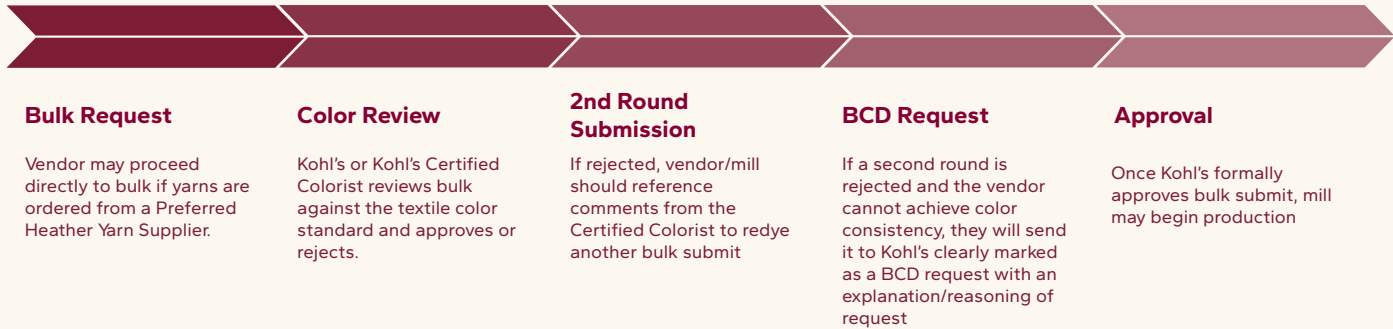 Bulk Request
Vendor may proceed
directly to bulk if yarns are
ordered from a Preferred
Heather Yarn Supplier.
Color Review
Kohl's or Kohl's Certified
Colorist reviews bulk
against the textile color
standard and approves or
rejects.
2nd Round
Submission
If rejected, vendor/mill
should reference
comments from the
Certified Colorist to redye
another bulk submit
BCD Request
If a second round is
rejected and the vendor
cannot achieve color
consistency, they will send
it to Kohl's clearly marked
as a BCD request with an
explanation/reasoning of
request
Approval
Once Kohl's formally
approves bulk submit, mill
may begin production